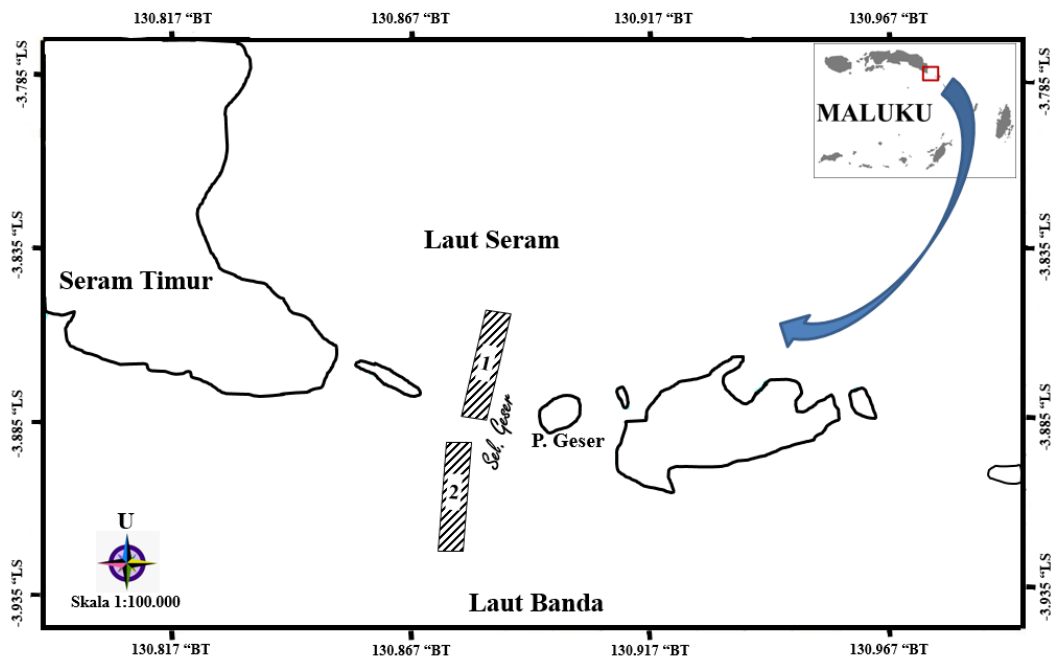 130.817 “BT
130.867 “BT
130.917 “BT
130.967 “BT
-3.785 “LS
-3.785 “LS
MALUKU
Laut Seram
-3.835 “LS
-3.835 “LS
Seram Timur
1
Sel. Geser
P. Geser
-3.885 “LS
-3.885 “LS
2
U
Skala 1:100.000
Laut Banda
-3.935 “LS
-3.935 “LS
130.817 “BT
130.867 “BT
130.917 “BT
130.967 “BT